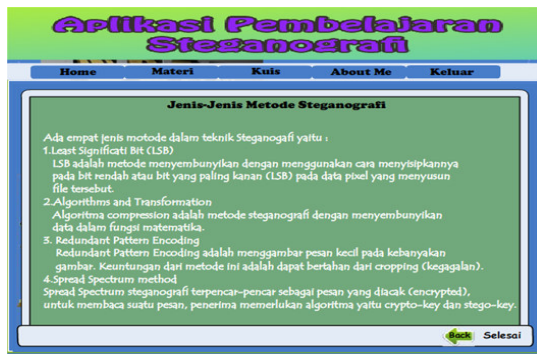 Aplikasi Pembelajaran
Steganografi
Home Materi Kuis About Me Keluar
Jenis-Jenis Metode Steganografi
Ada empat jenis motode dalam teknik Steganogafi yaitu :
1.Least Significati Bit (LSB)
LSB adalah metode menyembunyikan dengan menggunakan cara menyisipkannya
pada bit rendah atau bit yang paling kanan (LSB) pada data pixel yang menyusun
file tersebut.
2.Algorithms and Transformation
Algoritma compression adalah metode steganografi dengan menyembunyikan
data dalam fungsi matematika.
3. Redundant Pattern Encoding
Redundant Pattern Encoding adalah menggambar pesan kecil pada kebanyakan
gambar. Keuntungan dari metode ini adalah dapat bertahan dari cropping (kegagalan).
4.Spread Spectrum method
Spread Spectrum steganografi terpencar-pencar sebagai pesan yang diacak (encrypted),
untuk membaca suatu pesan, penerima memerlukan algoritma yaitu crypto-key dan stego-key.
Back Selesai